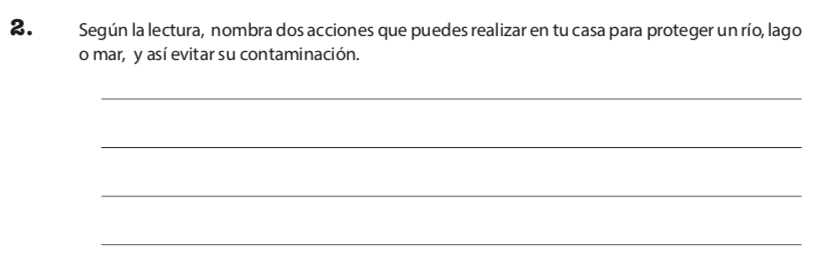 2. Según la lectura, nombra dos acciones que puedes realizar en tu casa para proteger un río, lago
o mar, y así evitar su contaminación.